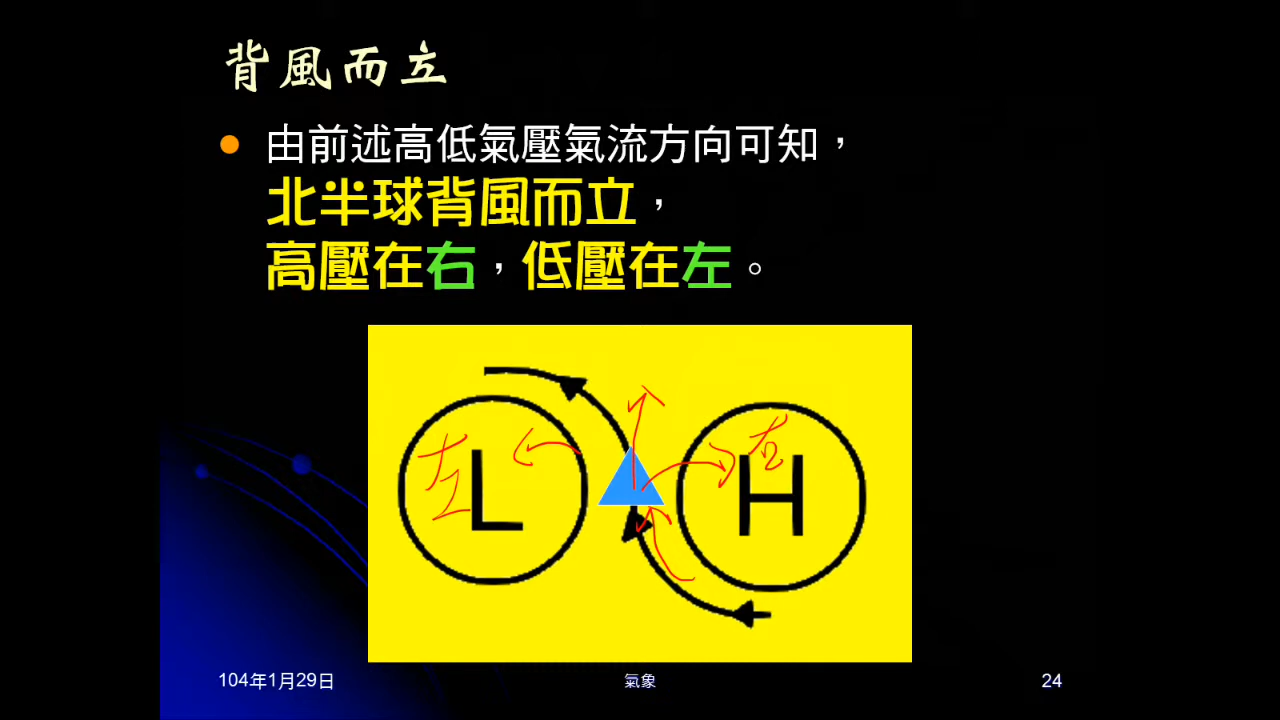 背風而立
由前述高低氣壓氣流方向可知，
北半球背風而立，
高壓在右，低壓在左。
左 L
右 H
104年1月29日 氣象 24